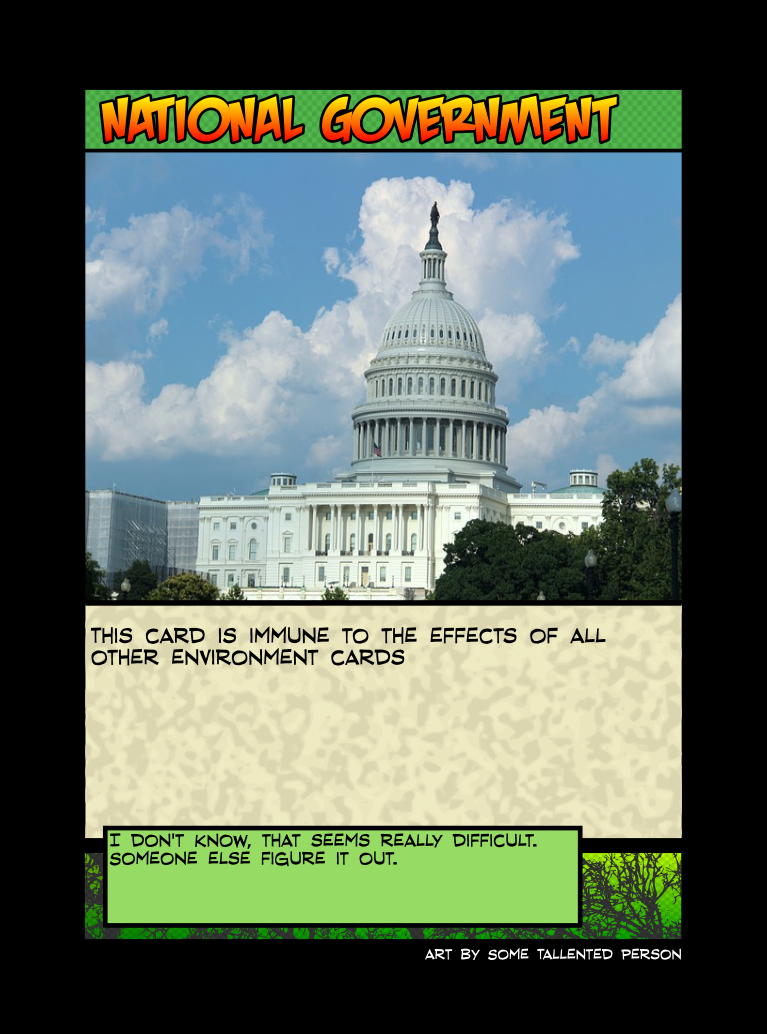 NATIONAL GOVERNMENT
THIS CARD IS IMMUNE TO THE EFFECTS OF ALL
OTHER ENVIRONMENT CARDS
I DON'T KNOW, THAT SEEMS REALLY DIFFICULT.
SOMEONE ELSE FIGURE IT OUT.
ART BY SOME TALLENTED PERSON